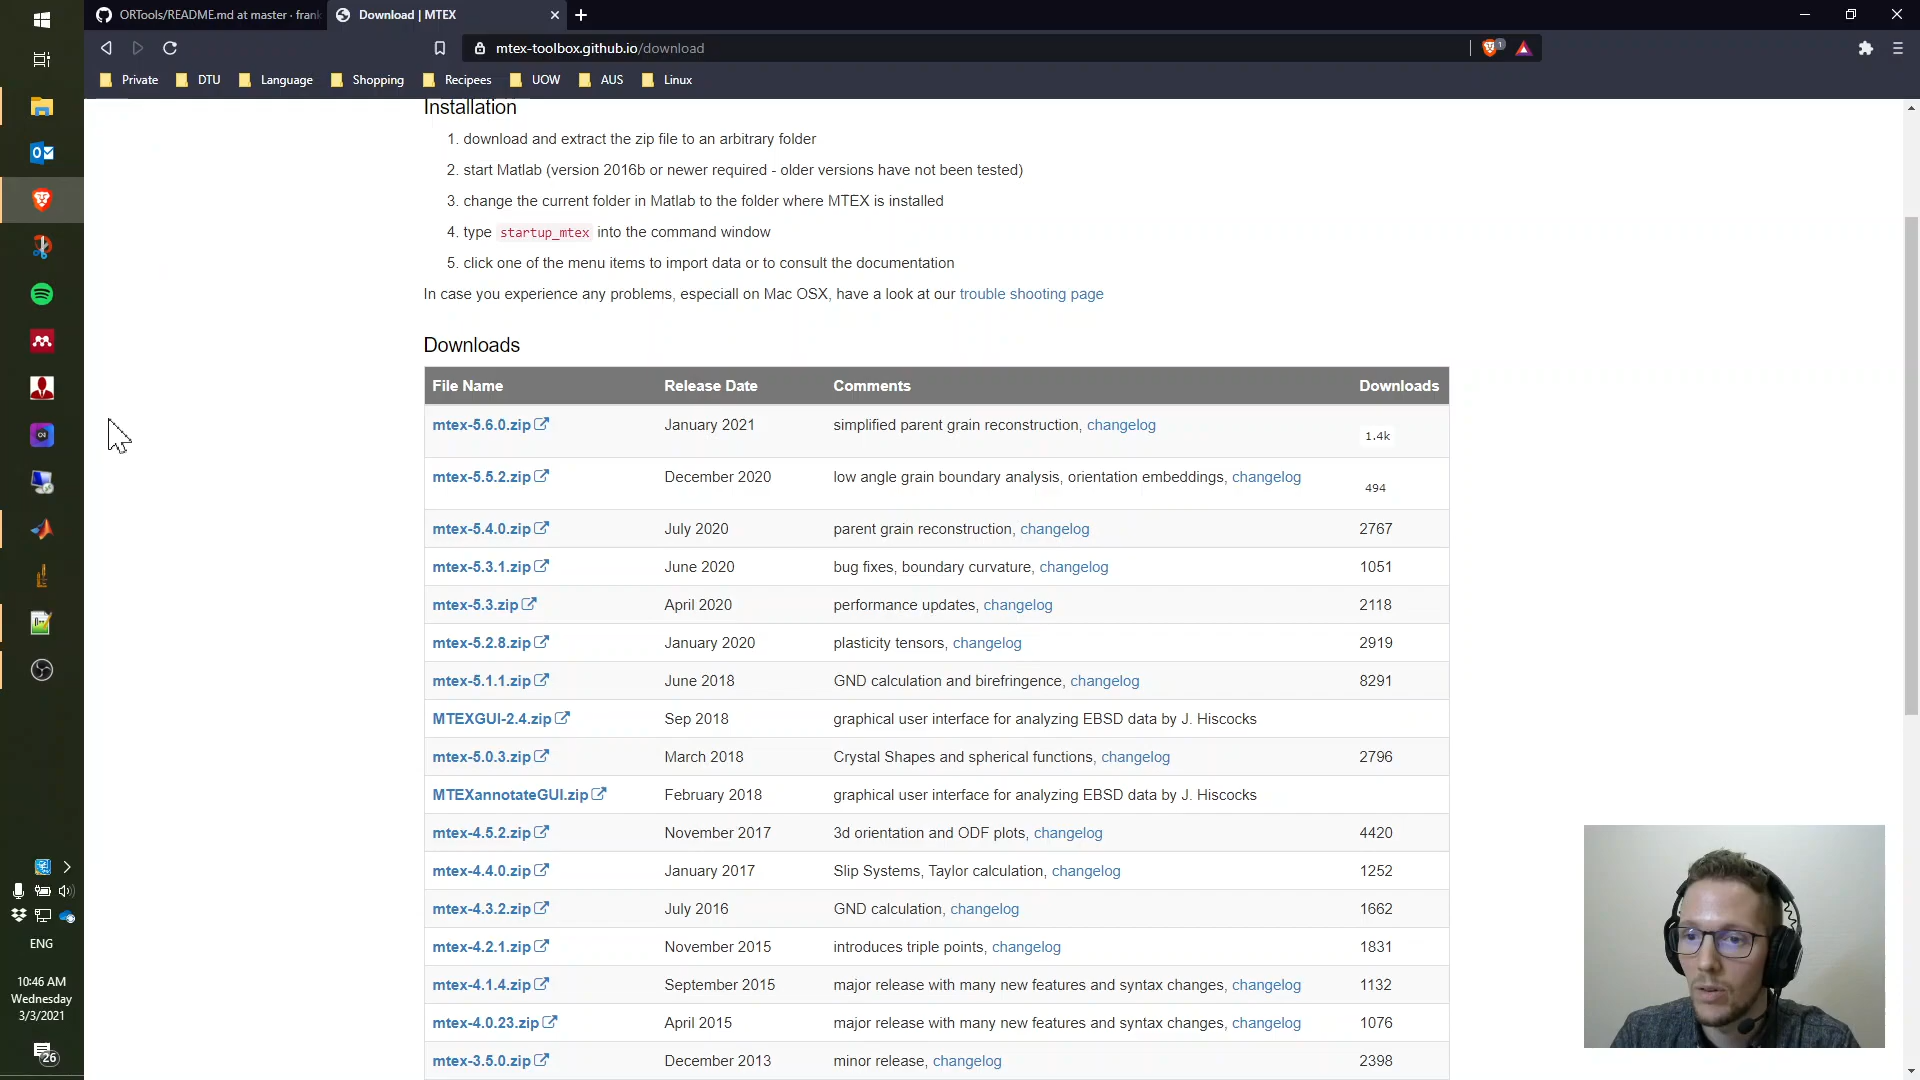 ORTools/README.md at master · frank
Download | MTEX
mtex-toolbox.github.io/download
1
Private
DTU
Language
Shopping
Recipees
UOW
AUS
Linux
Installation
1. download and extract the zip file to an arbitrary folder
2. start Matlab (version 2016b or newer required - older versions have not been tested)
3. change the current folder in Matlab to the folder where MTEX is installed
4. type startup_mtex into the command window
5. click one of the menu items to import data or to consult the documentation
In case you experience any problems, especiall on Mac OSX, have a look at our trouble shooting page
Downloads
File Name Release Date Comments Downloads
mtex-5.6.0.zip January 2021 simplified parent grain reconstruction, changelog 1.4k
mtex-5.5.2.zip December 2020 low angle grain boundary analysis, orientation embeddings, changelog 494
mtex-5.4.0.zip July 2020 parent grain reconstruction, changelog 2767
mtex-5.3.1.zip June 2020 bug fixes, boundary curvature, changelog 1051
mtex-5.3.zip April 2020 performance updates, changelog 2118
mtex-5.2.8.zip January 2020 plasticity tensors, changelog 2919
mtex-5.1.1.zip June 2018 GND calculation and birefringence, changelog 8291
MTEXGUI-2.4.zip Sep 2018 graphical user interface for analyzing EBSD data by J. Hiscocks
mtex-5.0.3.zip March 2018 Crystal Shapes and spherical functions, changelog 2796
MTEXannotateGUI.zip February 2018 graphical user interface for analyzing EBSD data by J. Hiscocks
mtex-4.5.2.zip November 2017 3d orientation and ODF plots, changelog 4420
mtex-4.4.0.zip January 2017 Slip Systems, Taylor calculation, changelog 1252
mtex-4.3.2.zip July 2016 GND calculation, changelog 1662
mtex-4.2.1.zip November 2015 introduces triple points, changelog 1831
mtex-4.1.4.zip September 2015 major release with many new features and syntax changes, changelog 1132
mtex-4.0.23.zip April 2015 major release with many new features and syntax changes, changelog 1076
mtex-3.5.0.zip December 2013 minor release, changelog 2398
ENG
10:46 AM
Wednesday
3/3/2021
26